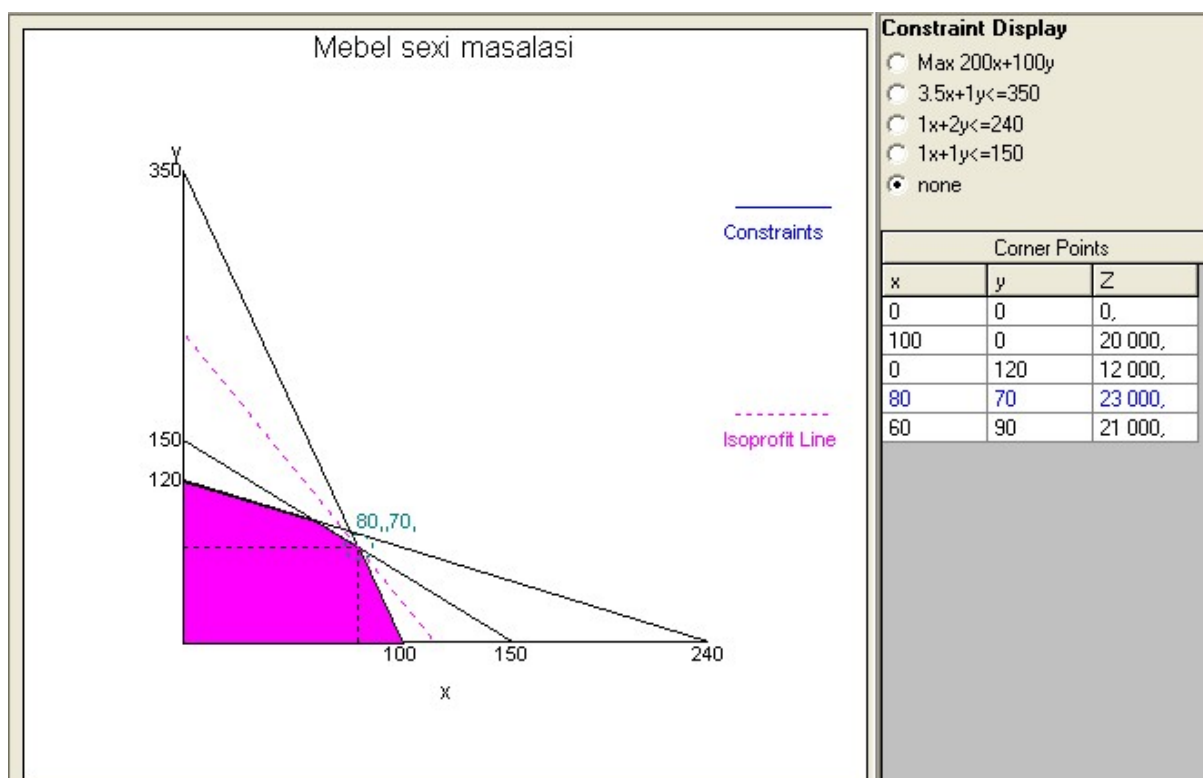 Mebel sexi masalasi
y
350
150
120
80,,70,
100
150
240
x
Constraints
Isoprofit Line
Constraint Display
Max 200x+100y
3.5x+1y<=350
1x+2y<=240
1x+1y<=150
none
Corner Points
x y Z
0 0 0,
100 0 20 000,
0 120 12 000,
80 70 23 000,
60 90 21 000,